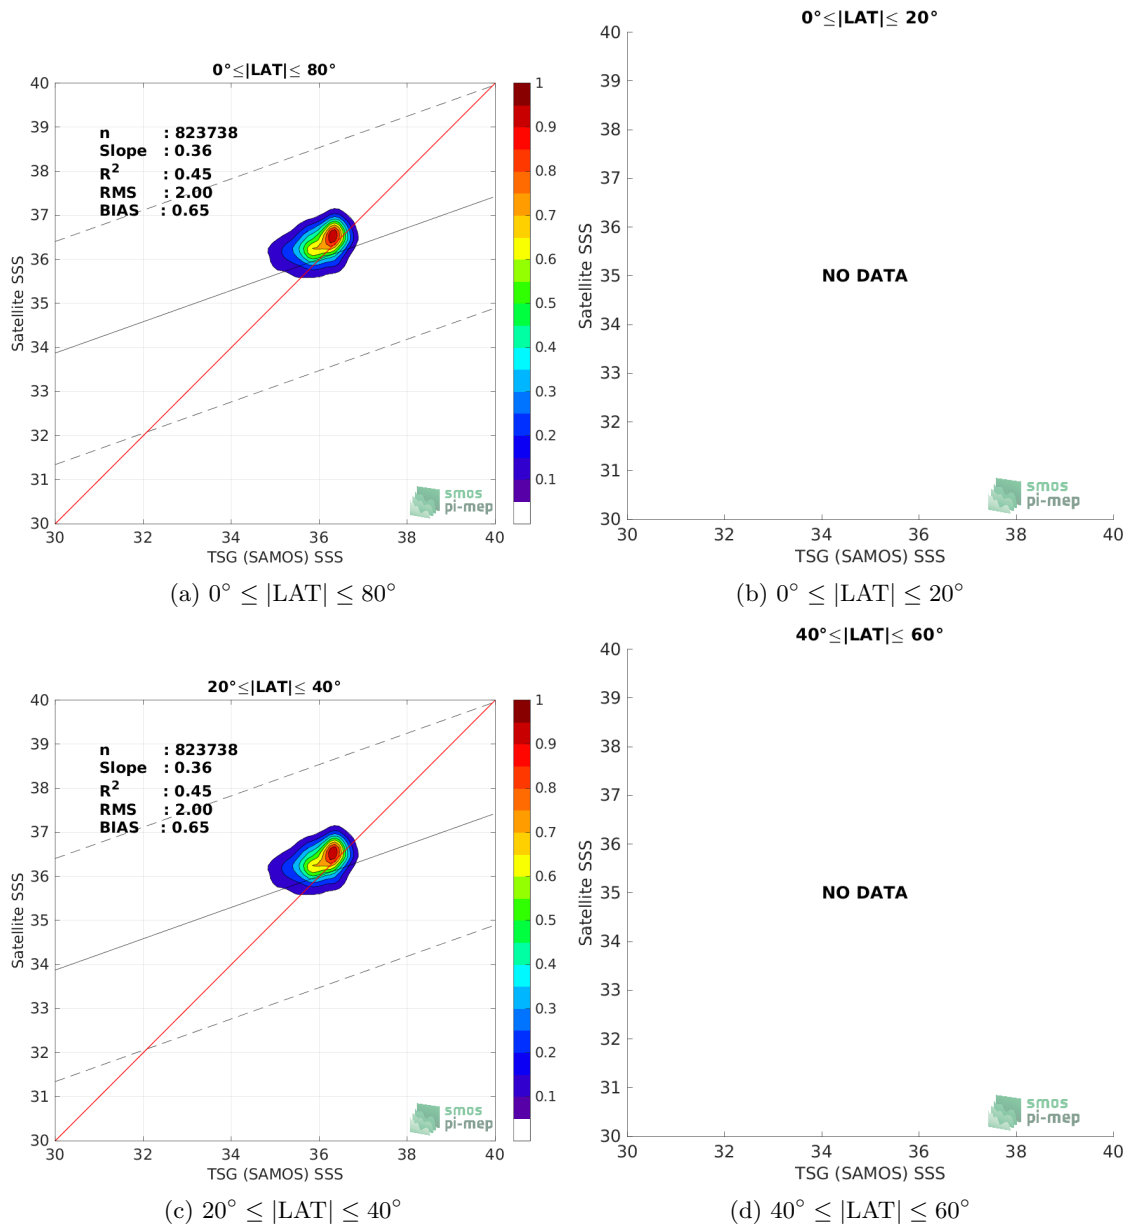 0°≤|LAT|≤ 80°
40
39
38
37
36
35
34
33
32
31
30
30
32
34
36
38
40
Satellite SSS
TSG (SAMOS) SSS
n : 823738
Slope : 0.36
R² : 0.45
RMS : 2.00
BIAS : 0.65
1
0.9
0.8
0.7
0.6
0.5
0.4
0.3
0.2
0.1
smos
pi-mep
(a) 0° ≤ |LAT| ≤ 80°
0°≤|LAT|≤ 20°
40
39
38
37
36
35
34
33
32
31
30
30
32
34
36
38
40
Satellite SSS
TSG (SAMOS) SSS
NO DATA
smos
pi-mep
(b) 0° ≤ |LAT| ≤ 20°
20°≤|LAT|≤ 40°
40
39
38
37
36
35
34
33
32
31
30
30
32
34
36
38
40
Satellite SSS
TSG (SAMOS) SSS
n : 823738
Slope : 0.36
R² : 0.45
RMS : 2.00
BIAS : 0.65
1
0.9
0.8
0.7
0.6
0.5
0.4
0.3
0.2
0.1
smos
pi-mep
(c) 20° ≤ |LAT| ≤ 40°
40°≤|LAT|≤ 60°
40
39
38
37
36
35
34
33
32
31
30
30
32
34
36
38
40
Satellite SSS
TSG (SAMOS) SSS
NO DATA
smos
pi-mep
(d) 40° ≤ |LAT| ≤ 60°